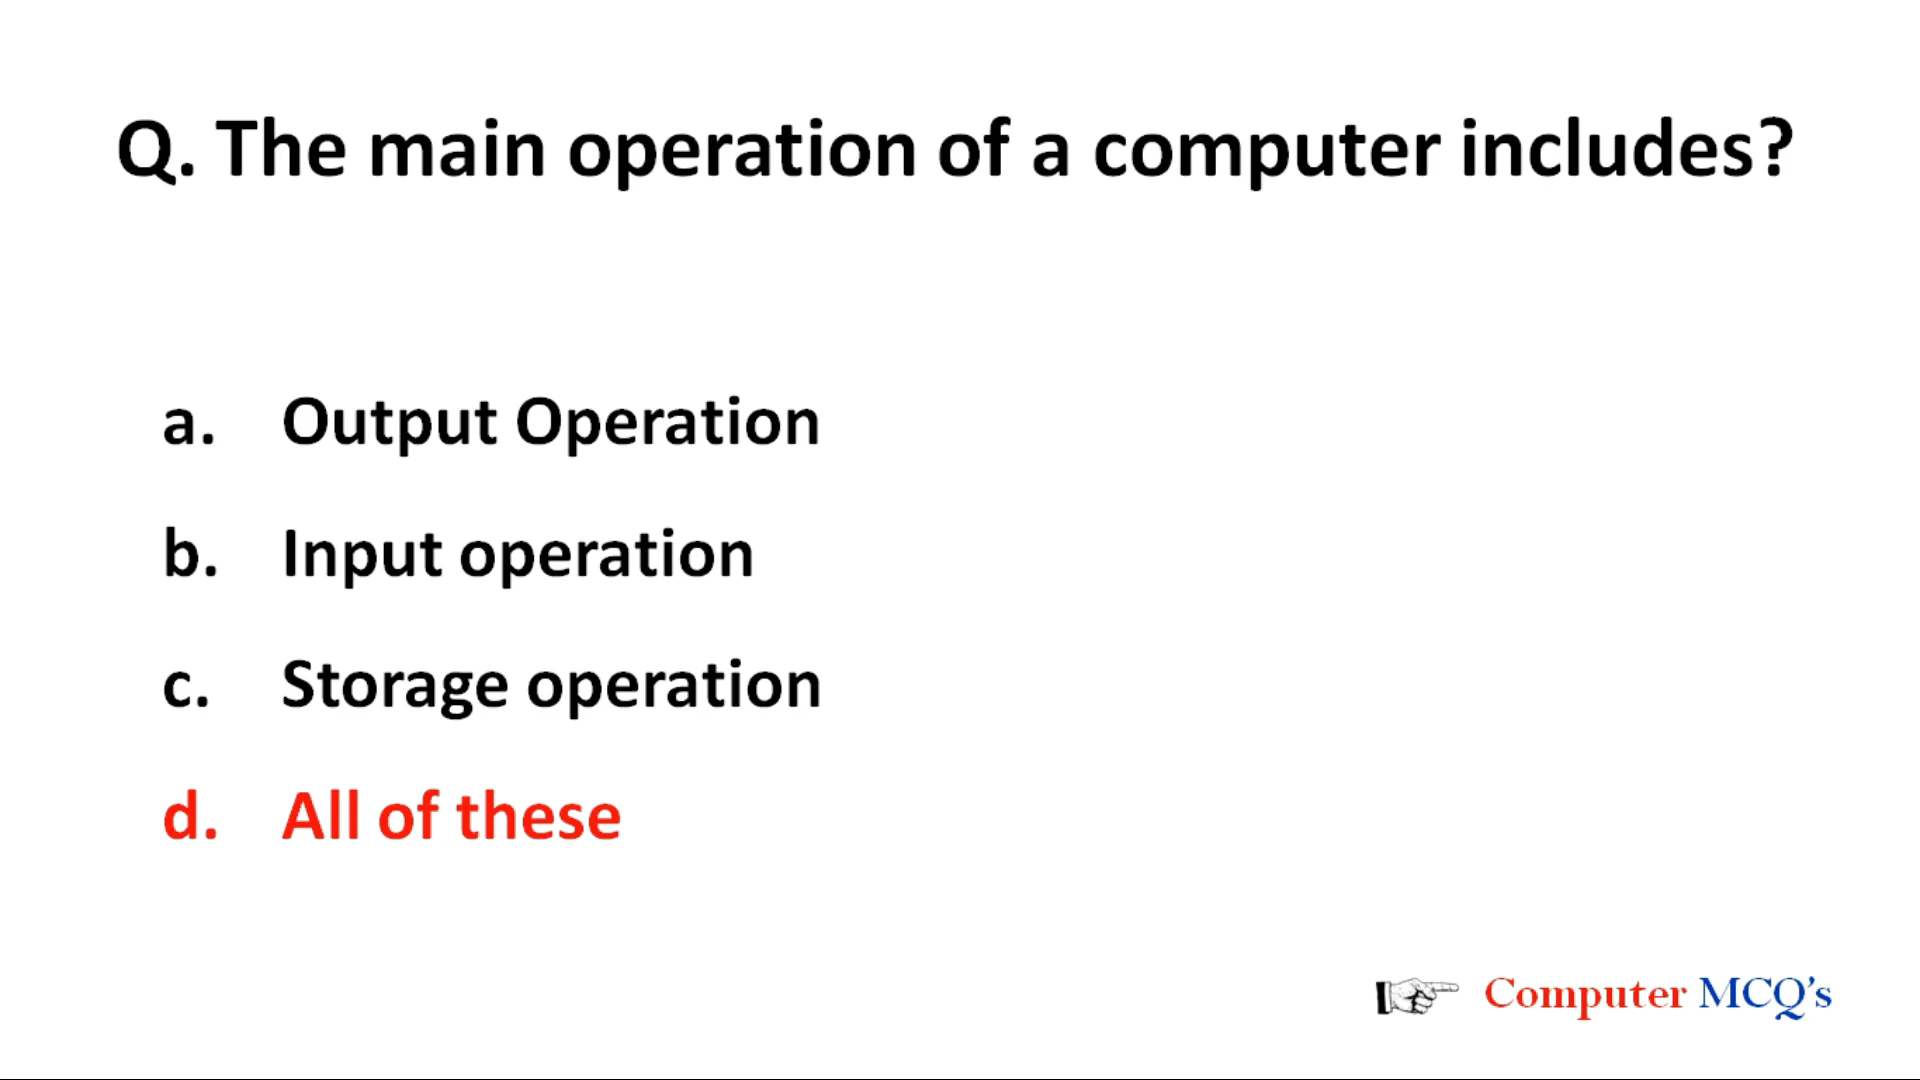 Q. The main operation of a computer includes?
a. Output Operation
b. Input operation
c. Storage operation
d. All of these
Computer MCQ's